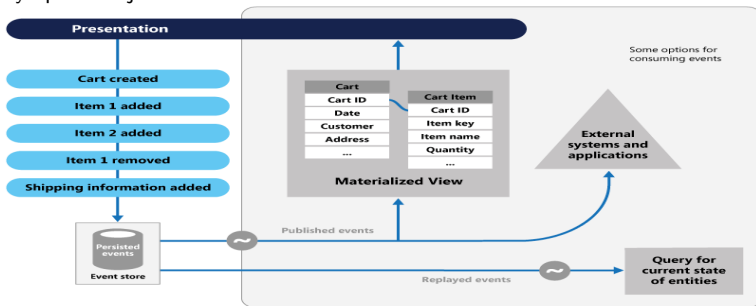 Presentation
Some options for
consuming events
Cart created
Item 1 added
Item 2 added
Item 1 removed
Shipping information added
Cart
Cart ID
Date
Customer
Address
...
Cart Item
Cart ID
Item key
Item name
Quantity
...
Materialized View
External
systems and
applications
Persisted
events
Event store
Published events
Replayed events
Query for
current state
of entities